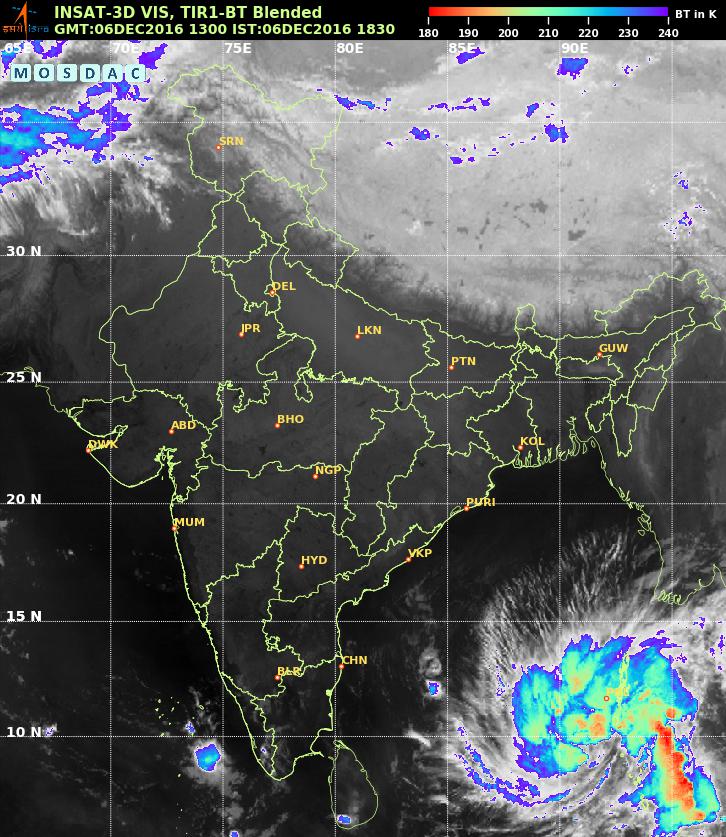 INSAT-3D VIS, TIR1-BT Blended
GMT:06DEC2016 1300 IST:06DEC2016 1830
BT in K
180 190 200 210 220 230 240
65E 70E 75E 80E 85E 90E
M O S D A C
SRN
30 N
DEL
JPR
LKN
GUW
PTN
25 N
ABD
BHO
DWK
KOL
NGP
20 N
PURI
MUM
VKP
HYD
15 N
CHN
BLR
10 N